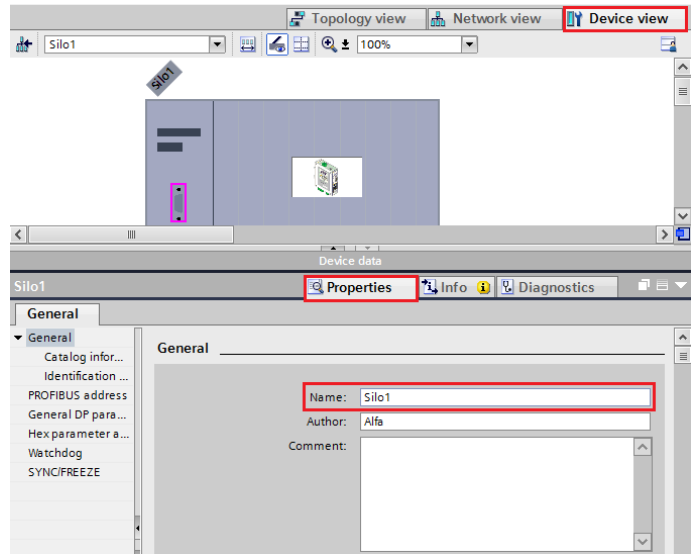 Topology view Network view Device view
Silo1 100%
Silo1
Device data
Silo1 Properties Info Diagnostics
General
General
Catalog infor...
Identification ...
PROFIBUS address
General DP para...
Hex parameter a...
Watchdog
SYNC/FREEZE
General
Name: Silo1
Author: Alfa
Comment: